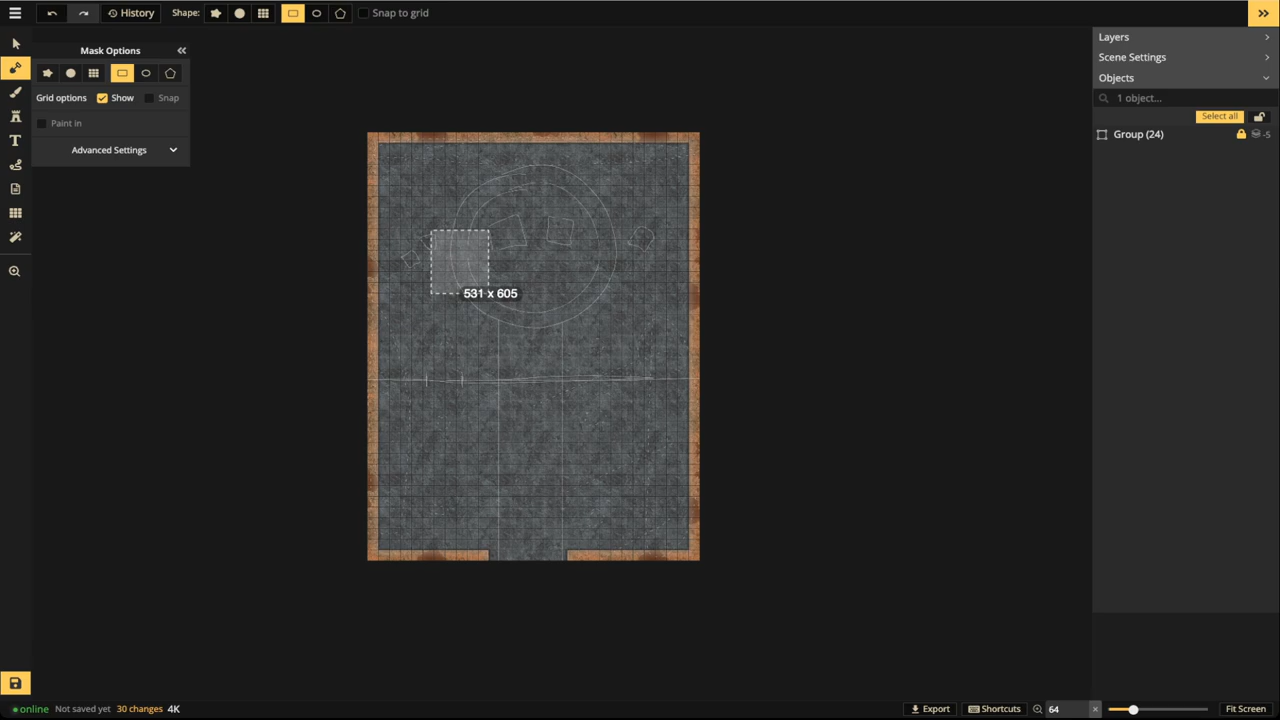 History
Shape:
Snap to grid
Mask Options
Grid options
Show
Snap
Paint in
Advanced Settings
Layers
Scene Settings
Objects
1 object...
Select all
Group (24)
-5
531 x 605
online
Not saved yet
30 changes
4K
Export
Shortcuts
64
Fit Screen